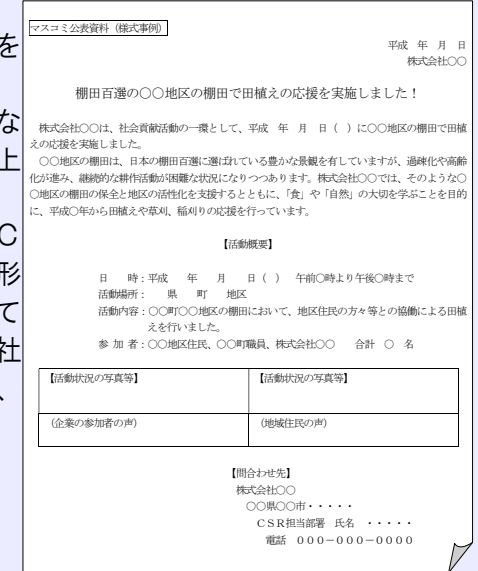 を
な
上
C
形
て
社
、
マスコミ公表資料（様式事例）
平成　年　月　日
株式会社○○
棚田百選の○○地区の棚田で田植えの応援を実施しました！
株式会社○○は、社会貢献活動の一環として、平成　年　月　日（　）に○○地区の棚田で田植
えの応援を実施しました。
○○地区の棚田は、日本の棚田百選に選ばれている豊かな景観を有していますが、過疎化や高齢
化が進み、継続的な耕作活動が困難な状況になりつつあります。株式会社○○では、そのような○
○地区の棚田の保全と地区の活性化を支援するとともに、「食」や「自然」の大切を学ぶことを目的
に、平成○年から田植えや草刈、稲刈りの応援を行っています。
【活動概要】
日　　時：平成　　年　　月　　日（　）　午前○時より午後○時まで
活動場所：　　県　　町　　地区
活動内容：○○町○○地区の棚田において、地区住民の方々等との協働による田植
えを行いました。
参 加 者：○○地区住民、○○町職員、株式会社○○　　合計　○　名
【活動状況の写真等】　【活動状況の写真等】
（企業の参加者の声）　（地域住民の声）
【問合わせ先】
株式会社○○
○○県○○市・・・・・
ＣＳＲ担当部署　氏名　・・・・・
電話　０００－０００－００００